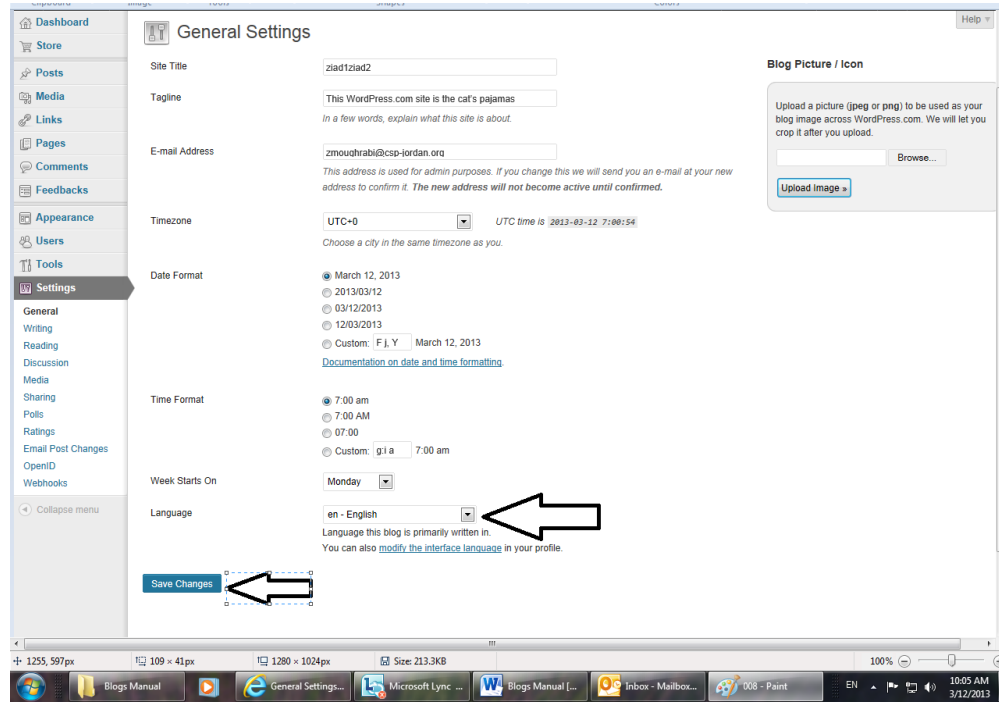 Clipboard Image Tools Shapes Colors
Dashboard
Store
Posts
Media
Links
Pages
Comments
Feedbacks
Appearance
Users
Tools
Settings
General
Writing
Reading
Discussion
Media
Sharing
Polls
Ratings
Email Post Changes
OpenID
Webhooks
Collapse menu
Help
General Settings
Site Title
ziad1ziad2
Tagline
This WordPress.com site is the cat's pajamas
In a few words, explain what this site is about.
E-mail Address
zmoughrabi@csp-jordan.org
This address is used for admin purposes. If you change this we will send you an e-mail at your new
address to confirm it. The new address will not become active until confirmed.
Timezone
UTC+0
UTC time is 2013-03-12 7:00:54
Choose a city in the same timezone as you.
Date Format
March 12, 2013
2013/03/12
03/12/2013
12/03/2013
Custom: F j, Y March 12, 2013
Documentation on date and time formatting.
Time Format
7:00 am
7:00 AM
07:00
Custom: g:i a 7:00 am
Week Starts On
Monday
Language
en - English
Language this blog is primarily written in.
You can also modify the interface language in your profile.
Save Changes
Blog Picture / Icon
Upload a picture (jpeg or png) to be used as your
blog image across WordPress.com. We will let you
crop it after you upload.
Browse...
Upload Image »
1255, 597px
109 × 41px
1280 × 1024px
Size: 213.3KB
100%
Blogs Manual
General Settings...
Microsoft Lync ...
Blogs Manual [...
Inbox - Mailbox...
008 - Paint
EN
10:05 AM
3/12/2013